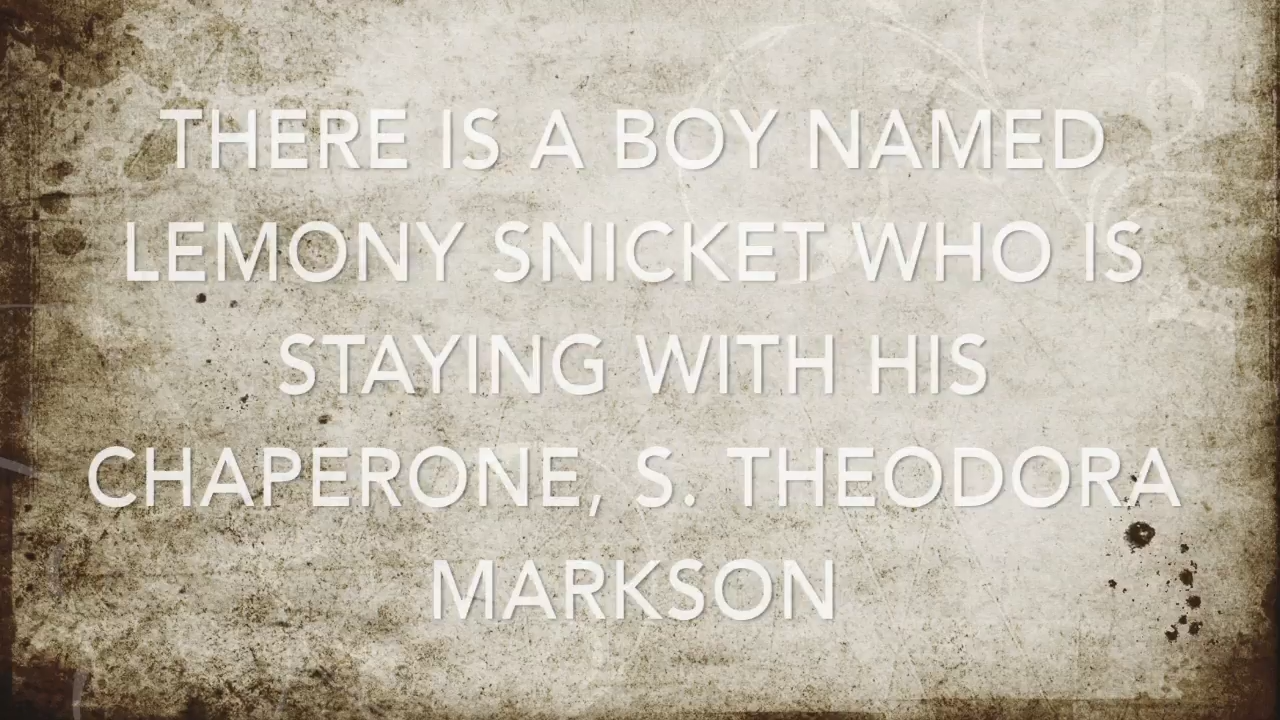 THERE IS A BOY NAMED
LEMONY SNICKET WHO IS
STAYING WITH HIS
CHAPERONE, S. THEODORA
MARKSON